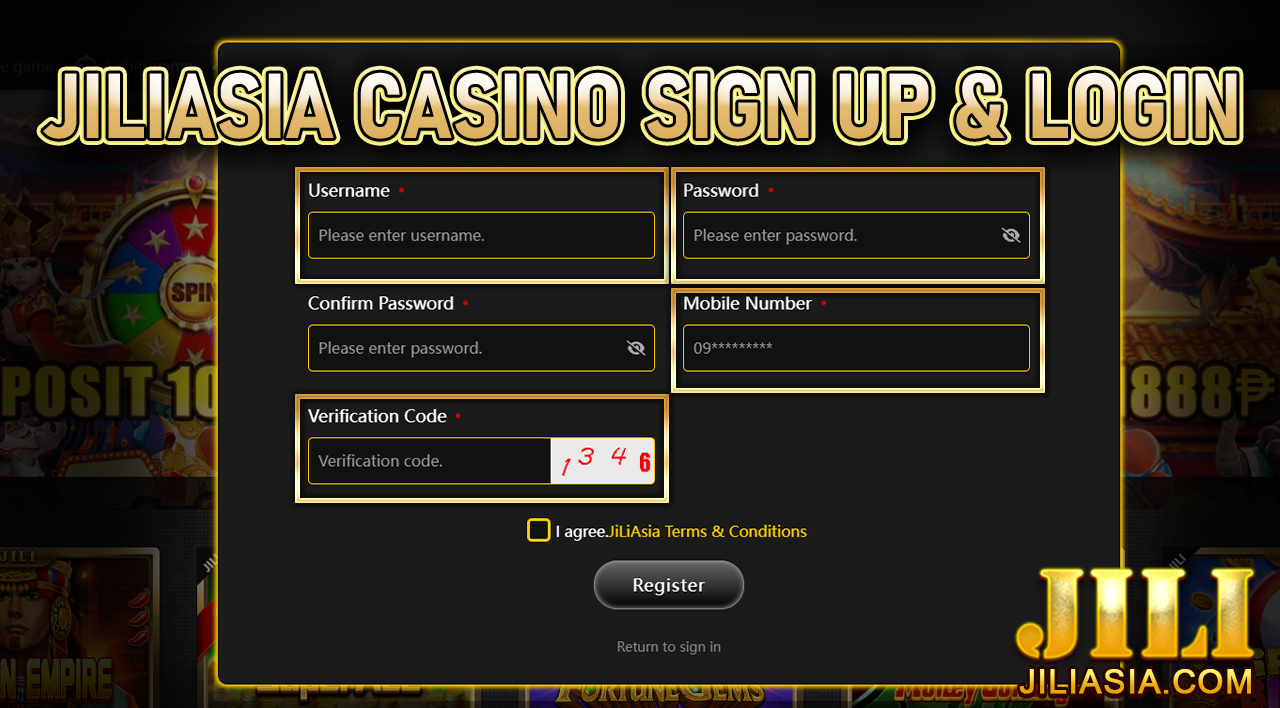 JILIASIA CASINO SIGN UP & LOGIN
Username •
Password •
Please enter username.
Please enter password.
SPIN
Confirm Password •
Mobile Number •
Please enter password.
09*********
POSIT 10
1888₱
Verification Code •
Verification code.
1346
I agree.JiLiAsia Terms & Conditions
JILI
Register
Return to sign in
JILI
N EMPIRE
FORTUNE GEMS
JILIASIA.COM